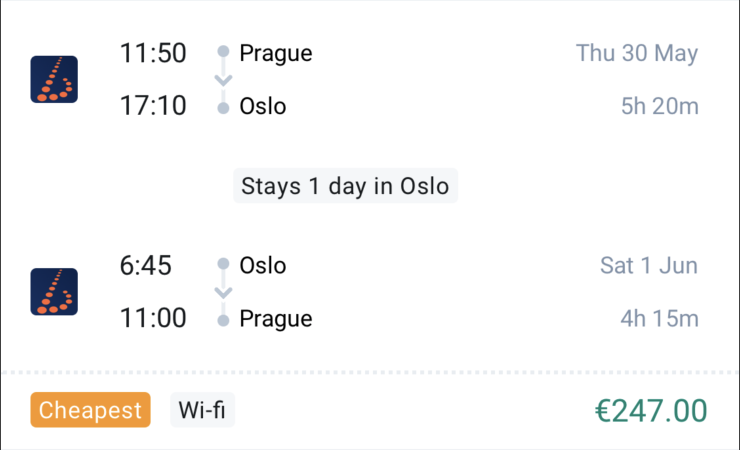 11:50 Prague Thu 30 May
17:10 Oslo 5h 20m
Stays 1 day in Oslo
6:45 Oslo Sat 1 Jun
11:00 Prague 4h 15m
Cheapest Wi-fi €247.00